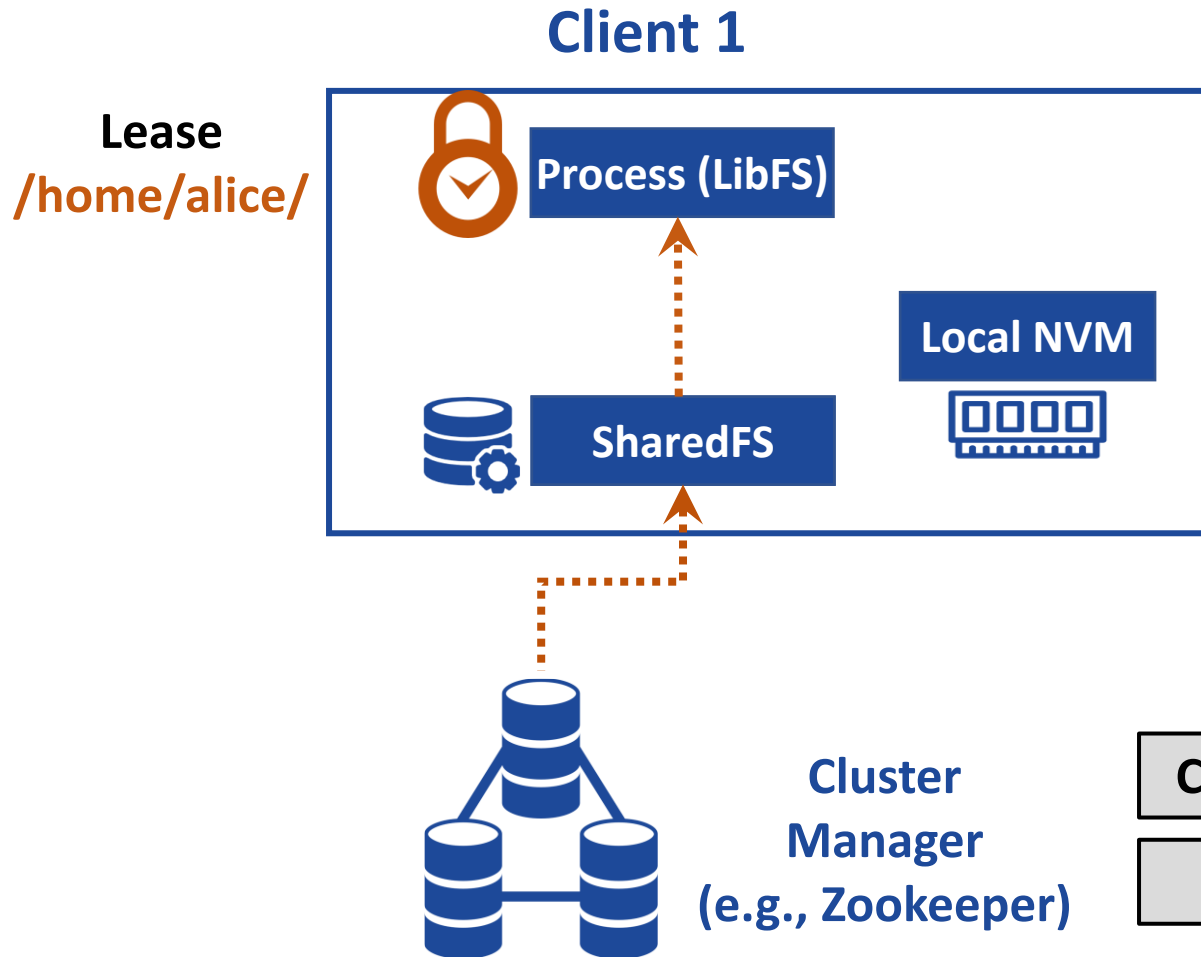 Client 1
Lease
/home/alice/
Process (LibFS)
Local NVM
SharedFS
Cluster
Manager
(e.g., Zookeeper)